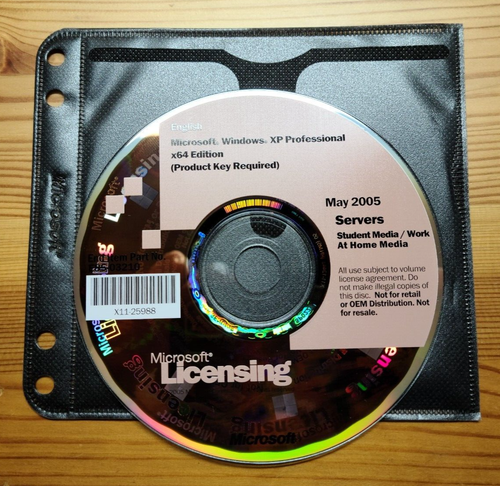 English
Microsoft® Windows® XP Professional
x64 Edition
(Product Key Required)
May 2005
Servers
Student Media / Work
At Home Media
All use subject to volume
license agreement. Do
not make illegal copies of
this disc. Not for retail
or OEM Distribution. Not
for resale.
X11-25988
Microsoft®
Licensing
Microsoft
Microsoft